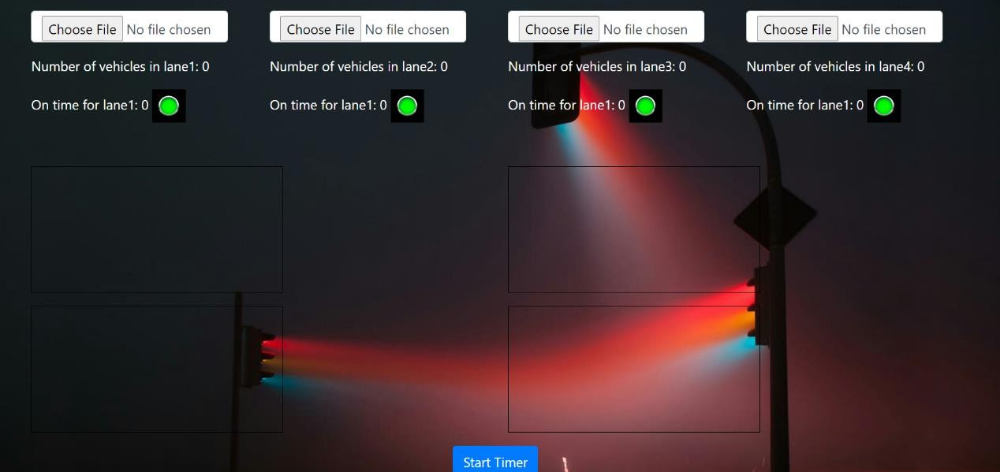 Choose File No file chosen Choose File No file chosen Choose File No file chosen Choose File No file chosen
Number of vehicles in lane1: 0 Number of vehicles in lane2: 0 Number of vehicles in lane3: 0 Number of vehicles in lane4: 0
On time for lane1: 0 On time for lane1: 0 On time for lane1: 0 On time for lane1: 0
Start Timer